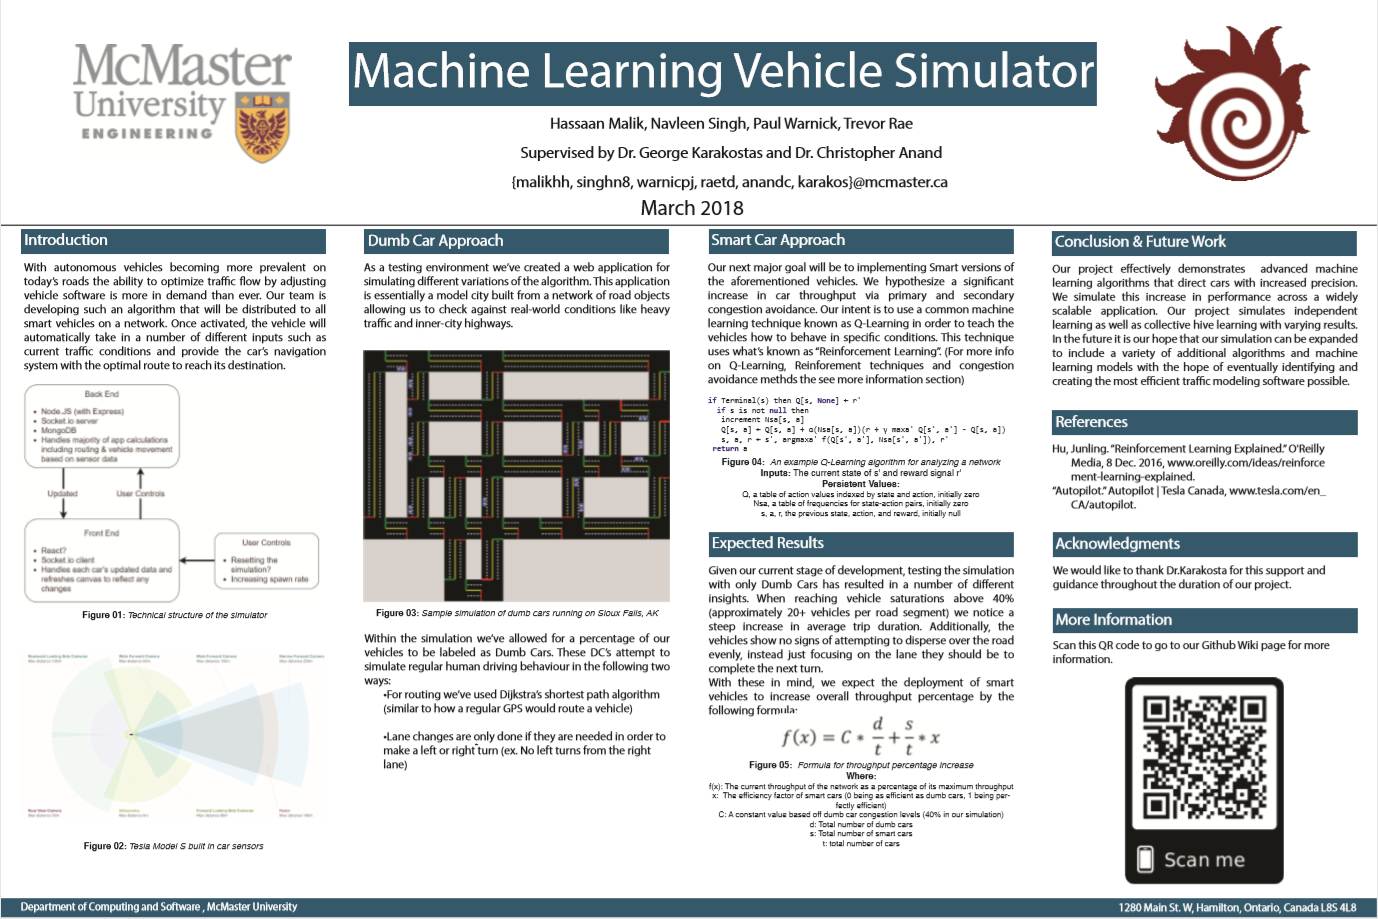 McMaster
University
ENGINEERING
Machine Learning Vehicle Simulator
Hassaan Malik, Navleen Singh, Paul Warnick, Trevor Rae
Supervised by Dr. George Karakostas and Dr. Christopher Anand
{malikhh, singhn8, warnicpj, raetd, anandc, karakos}@mcmaster.ca
March 2018
Introduction
With autonomous vehicles becoming more prevalent on
today's roads the ability to optimize traffic flow by adjusting
vehicle software is more in demand than ever. Our team is
developing such an algorithm that will be distributed to all
smart vehicles on a network. Once activated, the vehicle will
automatically take in a number of different inputs such as
current traffic conditions and provide the car's navigation
system with the optimal route to reach its destination.
Back End
• Node.JS (with Express)
• Socket.io server
• MongoDB
• Handles majority of app calculations
including routing & vehicle movement
based on sensor data
Updated
User Controls
Front End
• React?
• Socket.io client
• Handles each car's updated data and
refreshes canvas to reflect any
changes
User Controls
• Resetting the
simulation?
• Increasing spawn rate
Figure 01: Technical structure of the simulator
Figure 02: Tesla Model S built in car sensors
Dumb Car Approach
As a testing environment we've created a web application for
simulating different variations of the algorithm. This application
is essentially a model city built from a network of road objects
allowing us to check against real-world conditions like heavy
traffic and inner-city highways.
Figure 03: Sample simulation of dumb cars running on Sioux Falls, AK
Within the simulation we've allowed for a percentage of our
vehicles to be labeled as Dumb Cars. These DC's attempt to
simulate regular human driving behaviour in the following two
ways:
•For routing we've used Dijkstra's shortest path algorithm
(similar to how a regular GPS would route a vehicle)
•Lane changes are only done if they are needed in order to
make a left or right turn (ex. No left turns from the right
lane)
Smart Car Approach
Our next major goal will be to implementing Smart versions of
the aforementioned vehicles. We hypothesize a significant
increase in car throughput via primary and secondary
congestion avoidance. Our intent is to use a common machine
learning technique known as Q-Learning in order to teach the
vehicles how to behave in specific conditions. This technique
uses what's known as "Reinforcement Learning". (For more info
on Q-Learning, Reinforement techniques and congestion
avoidance methds the see more information section)
if Terminal(s) then Q[s, None] ← r'
if s is not null then
increment Nsa[s, a]
Q[s, a] ← Q[s, a] + α(Nsa[s, a])(r + γ maxa' Q[s', a'] - Q[s, a])
s, a, r ← s', argmaxa' f(Q[s', a'], Nsa[s', a']), r'
return a
Figure 04: An example Q-Learning algorithm for analyzing a network
Inputs: The current state of s' and reward signal r'
Persistent Values:
Q, a table of action values indexed by state and action, initially zero
Nsa, a table of frequencies for state-action pairs, initially zero
s, a, r, the previous state, action, and reward, initially null
Expected Results
Given our current stage of development, testing the simulation
with only Dumb Cars has resulted in a number of different
insights. When reaching vehicle saturations above 40%
(approximately 20+ vehicles per road segment) we notice a
steep increase in average trip duration. Additionally, the
vehicles show no signs of attempting to disperse over the road
evenly, instead just focusing on the lane they should be to
complete the next turn.
With these in mind, we expect the deployment of smart
vehicles to increase overall throughput percentage by the
following formula:
f(x) = C * d/t + s/t * x
Figure 05: Formula for throughput percentage increase
Where:
f(x): The current throughput of the network as a percentage of its maximum throughput
x: The efficiency factor of smart cars (0 being as efficient as dumb cars, 1 being per-
fectly efficient)
C: A constant value based off dumb car congestion levels (40% in our simulation)
d: Total number of dumb cars
s: Total number of smart cars
t: total number of cars
Conclusion & Future Work
Our project effectively demonstrates advanced machine
learning algorithms that direct cars with increased precision.
We simulate this increase in performance across a widely
scalable application. Our project simulates independent
learning as well as collective hive learning with varying results.
In the future it is our hope that our simulation can be expanded
to include a variety of additional algorithms and machine
learning models with the hope of eventually identifying and
creating the most efficient traffic modeling software possible.
References
Hu, Junling. "Reinforcement Learning Explained." O'Reilly
Media, 8 Dec. 2016, www.oreilly.com/ideas/reinforce
ment-learning-explained.
"Autopilot." Autopilot | Tesla Canada, www.tesla.com/en_
CA/autopilot.
Acknowledgments
We would like to thank Dr.Karakosta for this support and
guidance throughout the duration of our project.
More Information
Scan this QR code to go to our Github Wiki page for more
information.
Scan me
Department of Computing and Software , McMaster University
1280 Main St. W, Hamilton, Ontario, Canada L8S 4L8